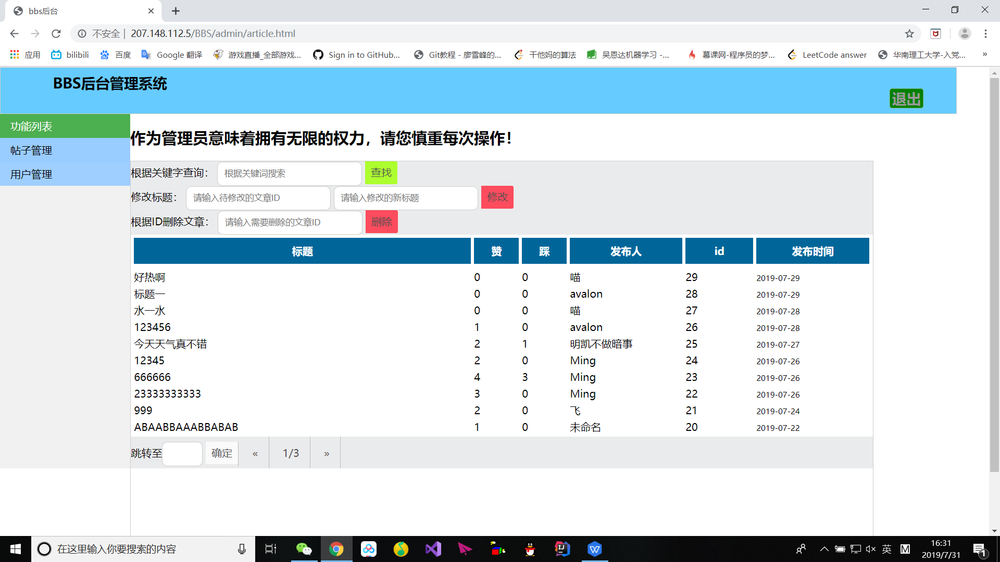 bbs后台
不安全 | 207.148.112.5/BBS/admin/article.html
应用 bilibili 百度 Google 翻译 游戏直播_全部游戏... Sign in to GitHub... Git教程 - 廖雪峰的... 干他妈的算法 吴恩达机器学习 -... 慕课网-程序员的梦... LeetCode answer 华南理工大学-入党... »
BBS后台管理系统
退出
功能列表
帖子管理
用户管理
作为管理员意味着拥有无限的权力，请您慎重每次操作！
根据关键字查询： 根据关键词搜索 查找
修改标题： 请输入待修改的文章ID 请输入修改的新标题 修改
根据ID删除文章： 请输入需要删除的文章ID 删除
标题 赞 踩 发布人 id 发布时间
好热啊 0 0 喵 29 2019-07-29
标题一 0 0 avalon 28 2019-07-29
水一水 0 0 喵 27 2019-07-28
123456 1 0 avalon 26 2019-07-28
今天天气真不错 2 1 明凯不做暗事 25 2019-07-27
12345 2 0 Ming 24 2019-07-26
666666 4 3 Ming 23 2019-07-26
23333333333 3 0 Ming 22 2019-07-26
999 2 0 飞 21 2019-07-24
ABAABBAAABBABAB 1 0 未命名 20 2019-07-22
跳转至 确定 « 1/3 »
在这里输入你要搜索的内容
英 M 16:31
2019/7/31
1